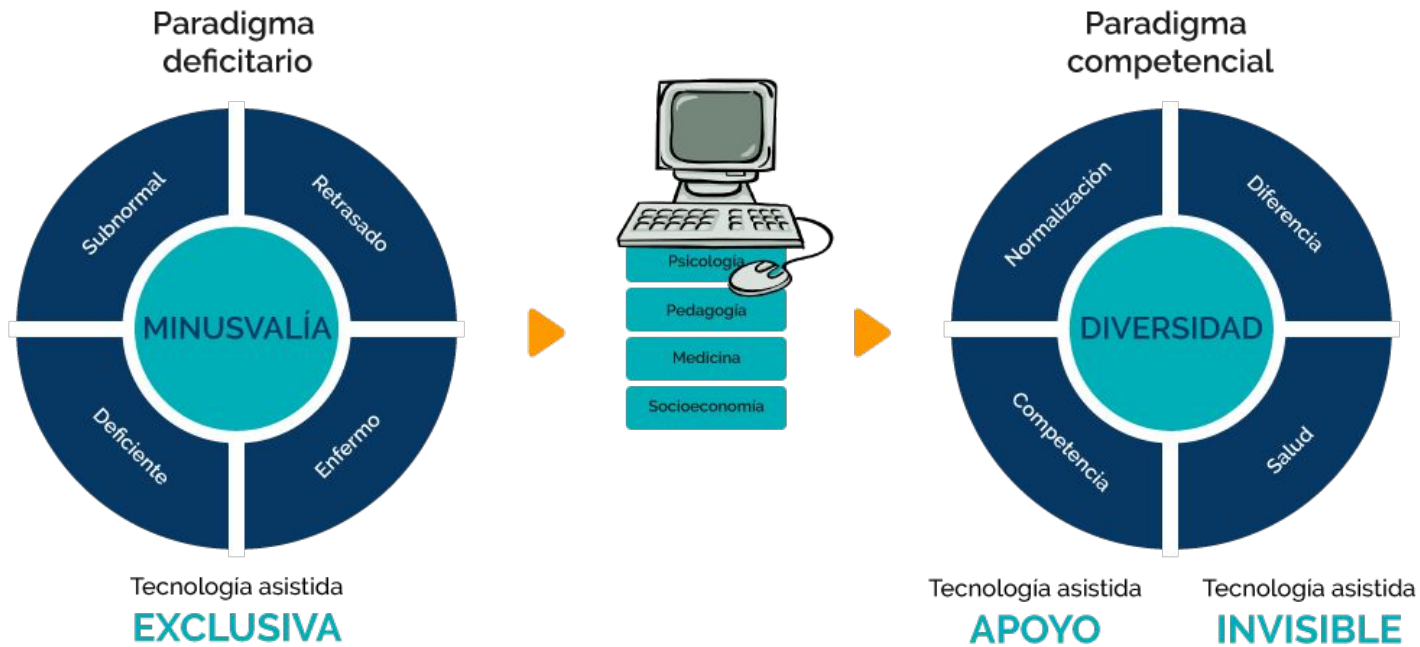 Paradigma
deficitario
Subnormal
Retrasado
MINUSVALÍA
Deficiente
Enfermo
Tecnología asistida
EXCLUSIVA
Psicología
Pedagogía
Medicina
Socioeconomía
Paradigma
competencial
Normalización
Diferencia
DIVERSIDAD
Competencia
Salud
Tecnología asistida
APOYO
Tecnología asistida
INVISIBLE